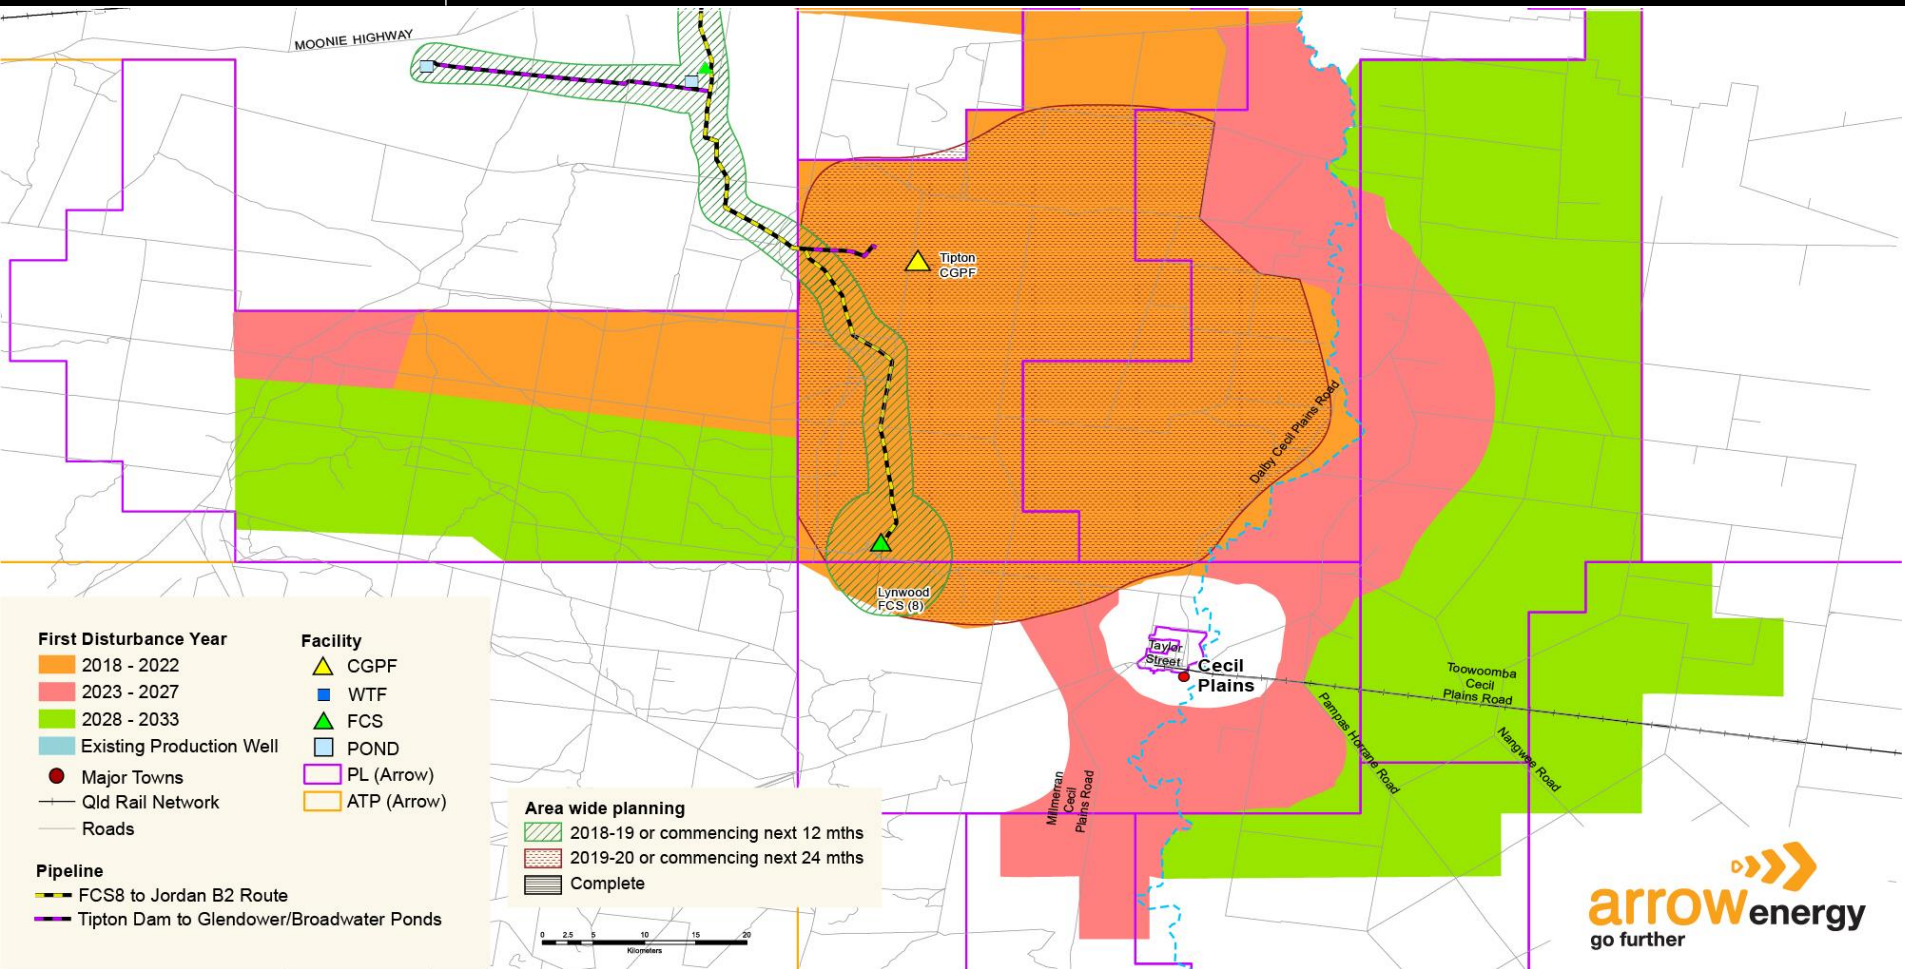 MOONIE HIGHWAY
Tipton
CGPF
Dalby Cecil Plains Road
Lynwood
FCS (8)
Taylor
Street
Cecil
Plains
Toowoomba
Cecil
Plains Road
Pampas Horrane Road
Nangwee Road
Millmerran
Cecil
Plains Road
First Disturbance Year
2018 - 2022
2023 - 2027
2028 - 2033
Existing Production Well
Major Towns
Qld Rail Network
Roads
Facility
CGPF
WTF
FCS
POND
PL (Arrow)
ATP (Arrow)
Pipeline
FCS8 to Jordan B2 Route
Tipton Dam to Glendower/Broadwater Ponds
Area wide planning
2018-19 or commencing next 12 mths
2019-20 or commencing next 24 mths
Complete
0 2.5 5 10 15 20
Kilometers
arrow energy
go further